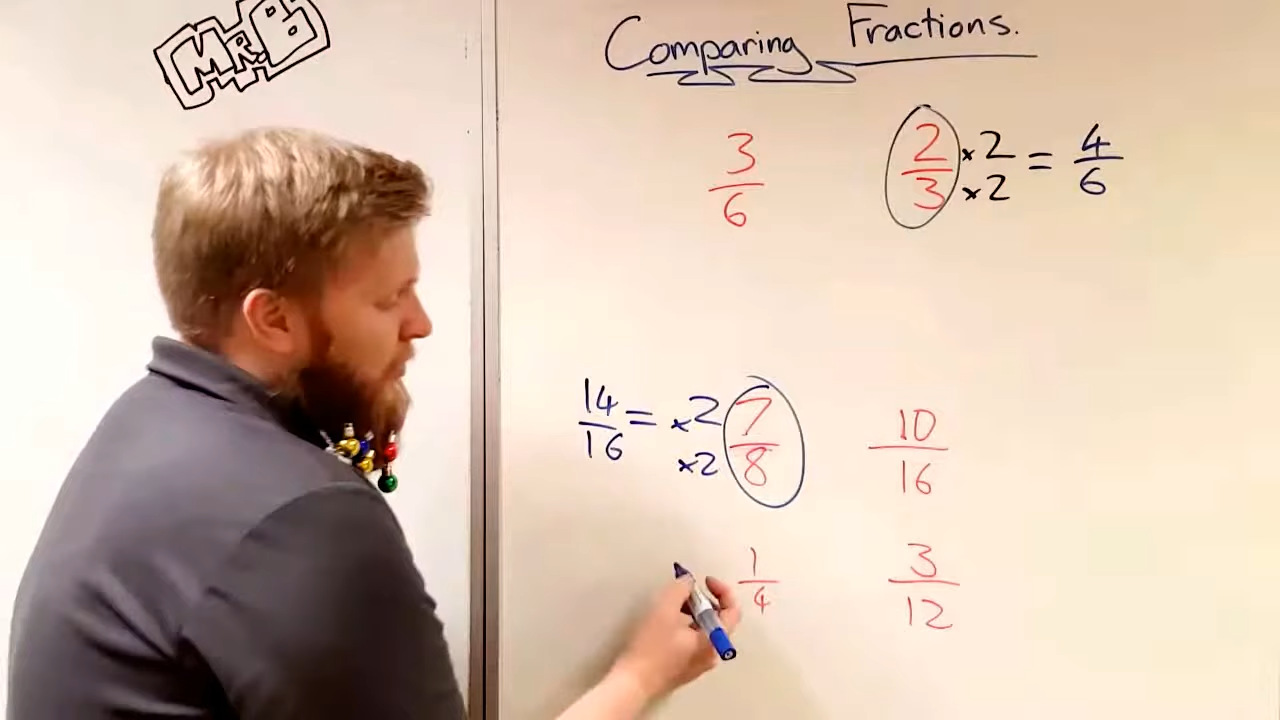 MR.B
Comparing Fractions.
3/6 2/3 ×2/×2 = 4/6
14/16 = ×2/×2 7/8 10/16
1/4 3/12